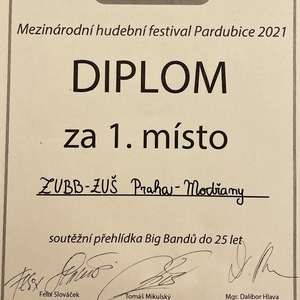 Mezinárodní hudební festival Pardubice 2021
DIPLOM
za 1. místo
ZUBB-ZUŠ Praha-Modřany
soutěžní přehlídka Big Bandů do 25 let
Felix Slováček Tomáš Mikulský Mgr. Dalibor Hlava